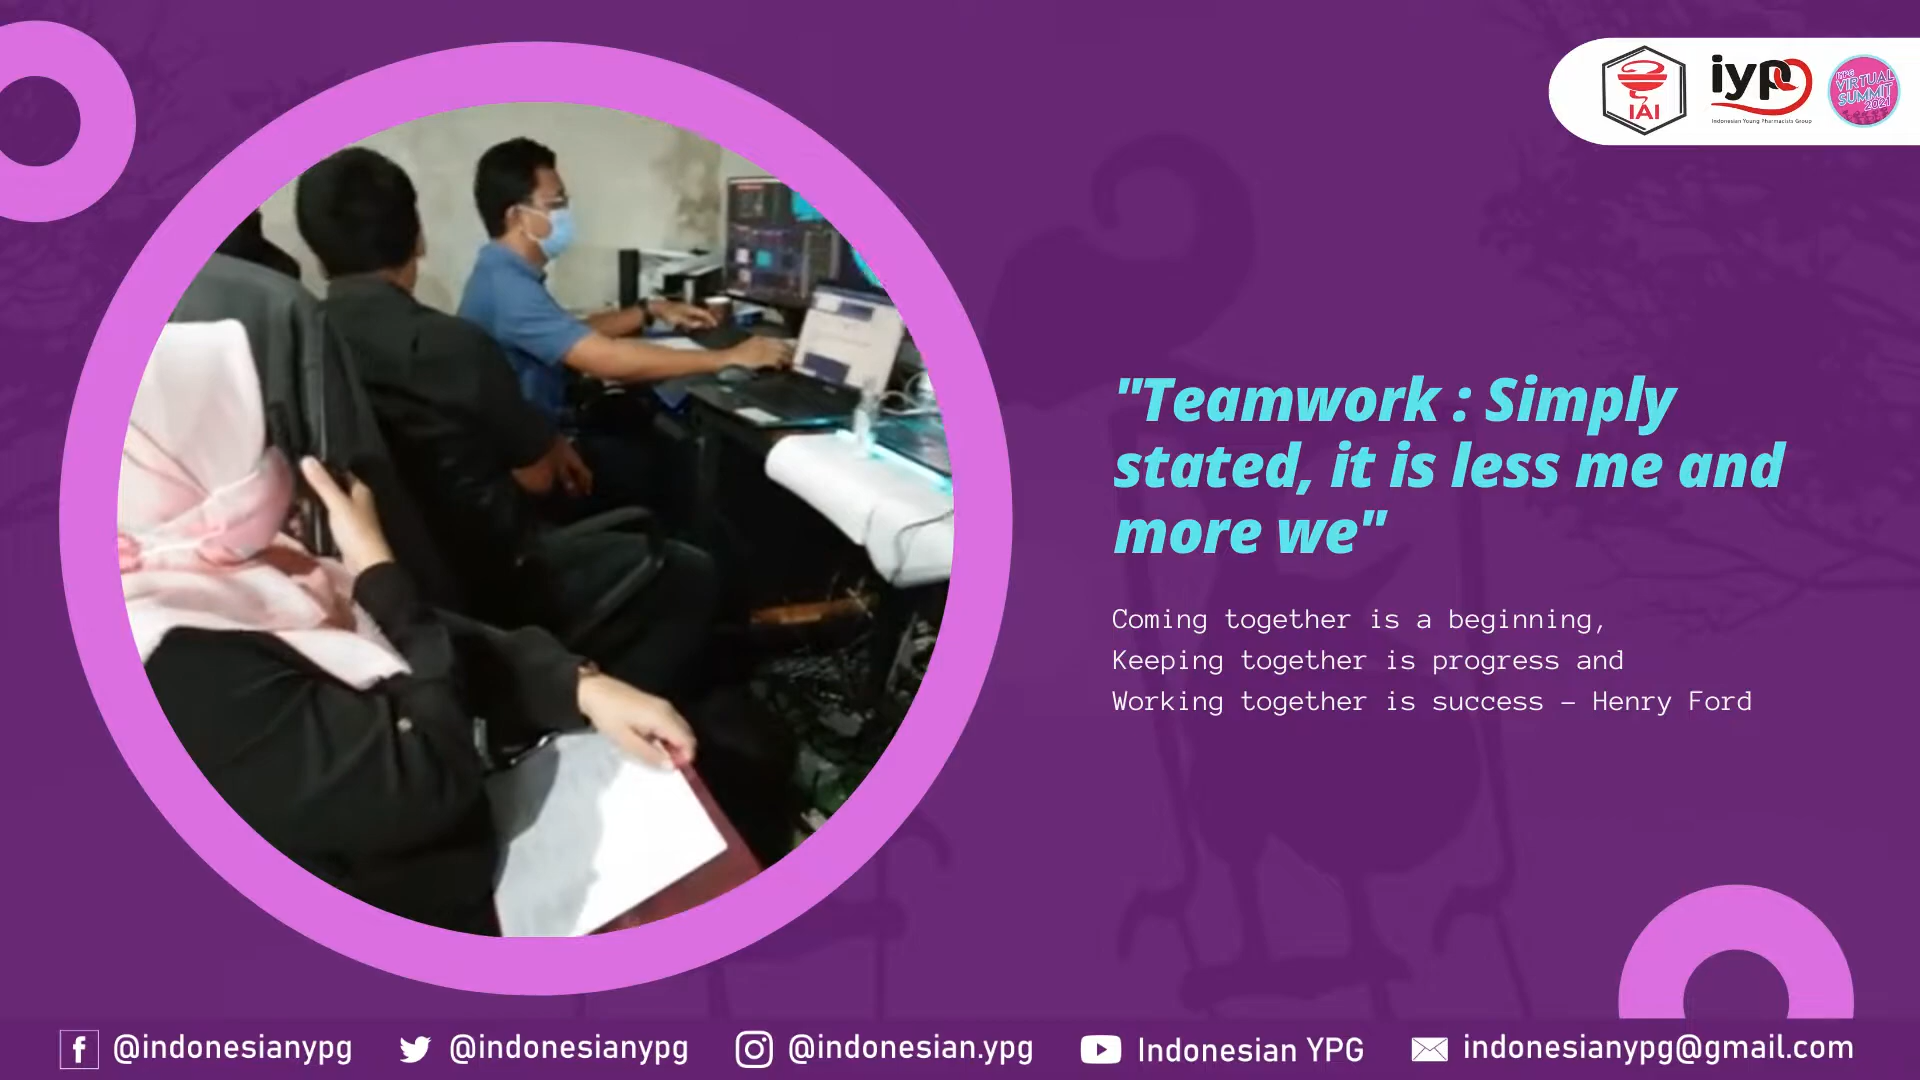 IAI
iypg
Indonesian Young Pharmacists Group
IYPG
VIRTUAL
SUMMIT
2021
"Teamwork : Simply
stated, it is less me and
more we"
Coming together is a beginning,
Keeping together is progress and
Working together is success – Henry Ford
@indonesianypg
@indonesianypg
@indonesian.ypg
Indonesian YPG
indonesianypg@gmail.com